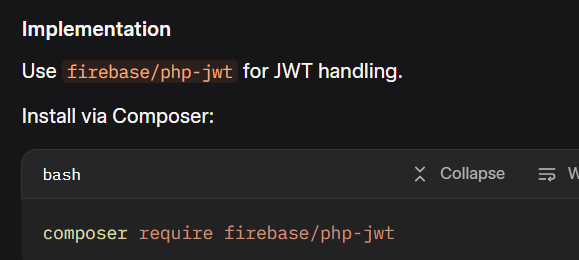 Implementation
Use firebase/php-jwt for JWT handling.
Install via Composer:
bash Collapse W
composer require firebase/php-jwt